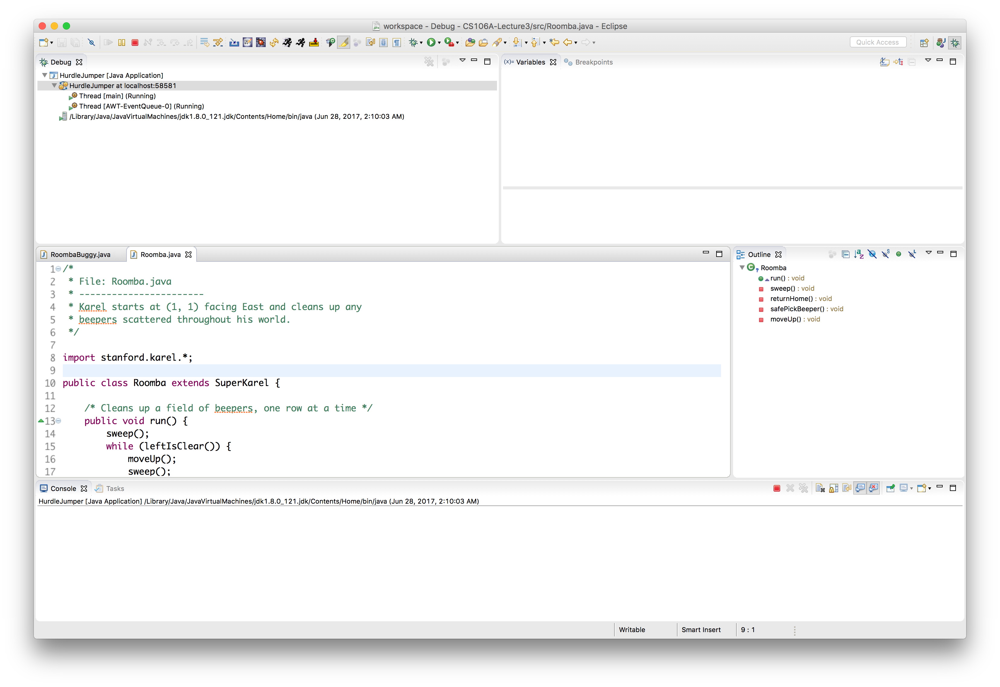 workspace - Debug - CS106A-Lecture3/src/Roomba.java - Eclipse
Quick Access
Debug
HurdleJumper [Java Application]
HurdleJumper at localhost:58581
Thread [main] (Running)
Thread [AWT-EventQueue-0] (Running)
/Library/Java/JavaVirtualMachines/jdk1.8.0_121.jdk/Contents/Home/bin/java (Jun 28, 2017, 2:10:03 AM)
(x)= Variables
Breakpoints
RoombaBuggy.java
Roomba.java
1 /*
2 * File: Roomba.java
3 * -----------------------
4 * Karel starts at (1, 1) facing East and cleans up any
5 * beepers scattered throughout his world.
6 */
7
8 import stanford.karel.*;
9
10 public class Roomba extends SuperKarel {
11
12 /* Cleans up a field of beepers, one row at a time */
13 public void run() {
14 sweep();
15 while (leftIsClear()) {
16 moveUp();
17 sweep();
Outline
Roomba
run() : void
sweep() : void
returnHome() : void
safePickBeeper() : void
moveUp() : void
Console
Tasks
HurdleJumper [Java Application] /Library/Java/JavaVirtualMachines/jdk1.8.0_121.jdk/Contents/Home/bin/java (Jun 28, 2017, 2:10:03 AM)
Writable
Smart Insert
9 : 1